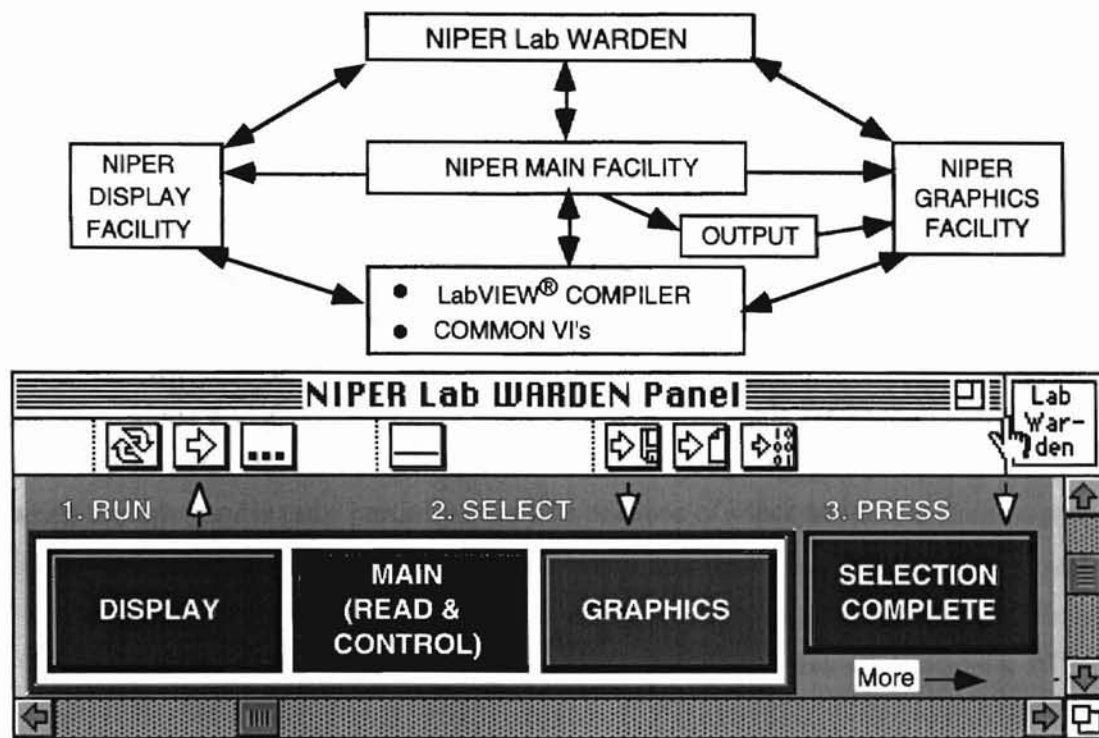 NIPER Lab WARDEN
NIPER
DISPLAY
FACILITY
NIPER MAIN FACILITY
NIPER
GRAPHICS
FACILITY
OUTPUT
• LabVIEW® COMPILER
• COMMON VI's
NIPER Lab WARDEN Panel
Lab
War-
den
...
1. RUN
2. SELECT
3. PRESS
DISPLAY
MAIN
(READ &
CONTROL)
GRAPHICS
SELECTION
COMPLETE
More